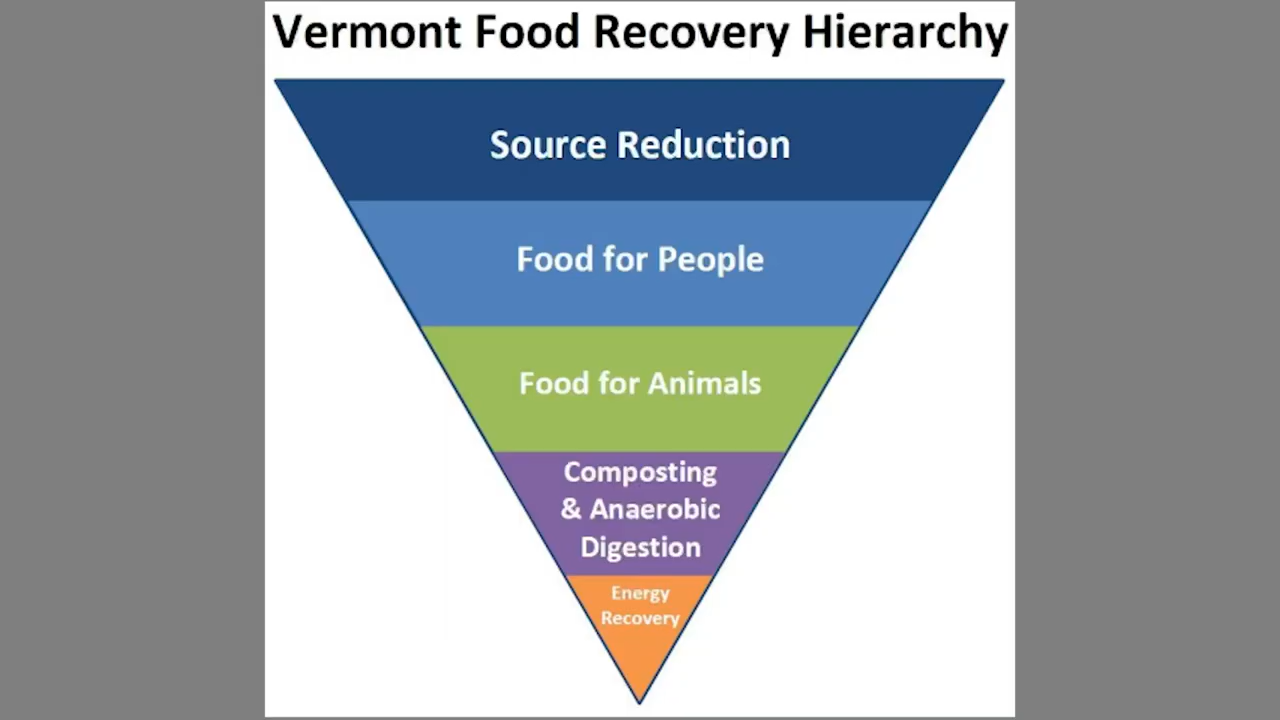 Vermont Food Recovery Hierarchy
Source Reduction
Food for People
Food for Animals
Composting
& Anaerobic
Digestion
Energy
Recovery